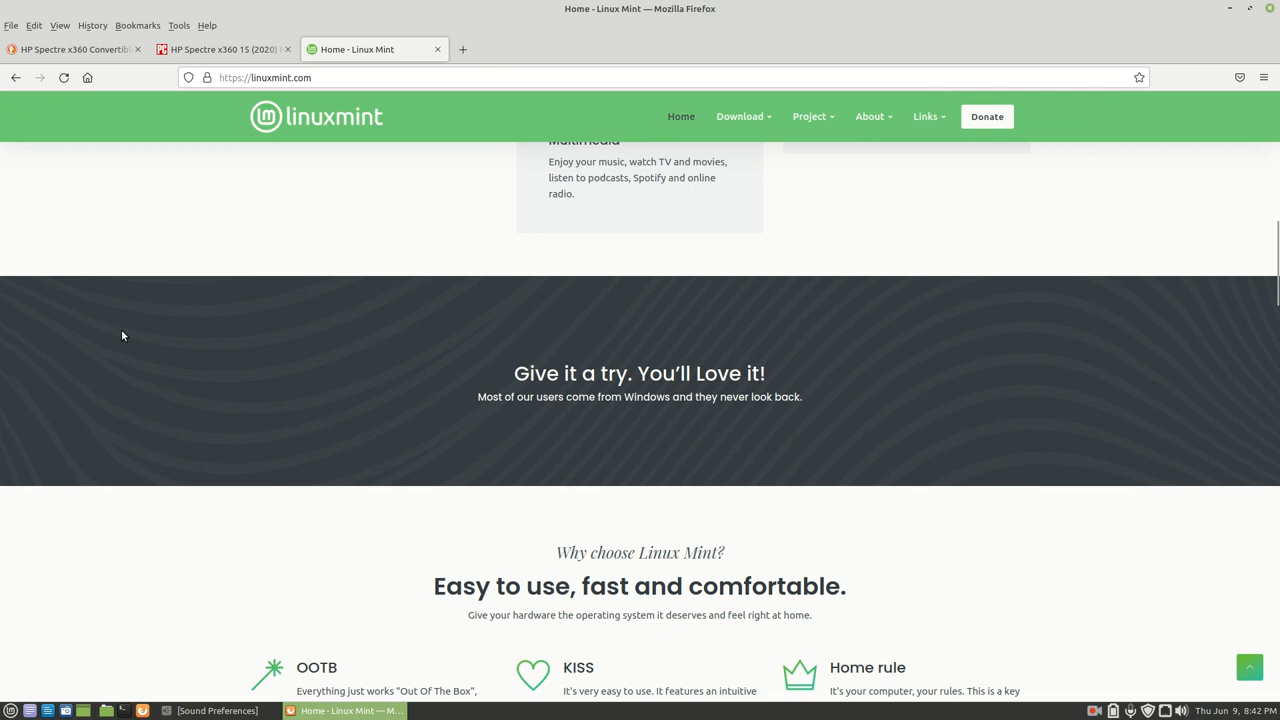 Home - Linux Mint — Mozilla Firefox
File Edit View History Bookmarks Tools Help
HP Spectre x360 Convertib
HP Spectre x360 15 (2020)
Home - Linux Mint
https://linuxmint.com
linuxmint
Home Download Project About Links Donate
Multimedia
Enjoy your music, watch TV and movies,
listen to podcasts, Spotify and online
radio.
Give it a try. You'll Love it!
Most of our users come from Windows and they never look back.
Why choose Linux Mint?
Easy to use, fast and comfortable.
Give your hardware the operating system it deserves and feel right at home.
OOTB
Everything just works "Out Of The Box",
KISS
It's very easy to use. It features an intuitive
Home rule
It's your computer, your rules. This is a key
[Sound Preferences]
Home - Linux Mint — M...
Thu Jun 9, 8:42 PM